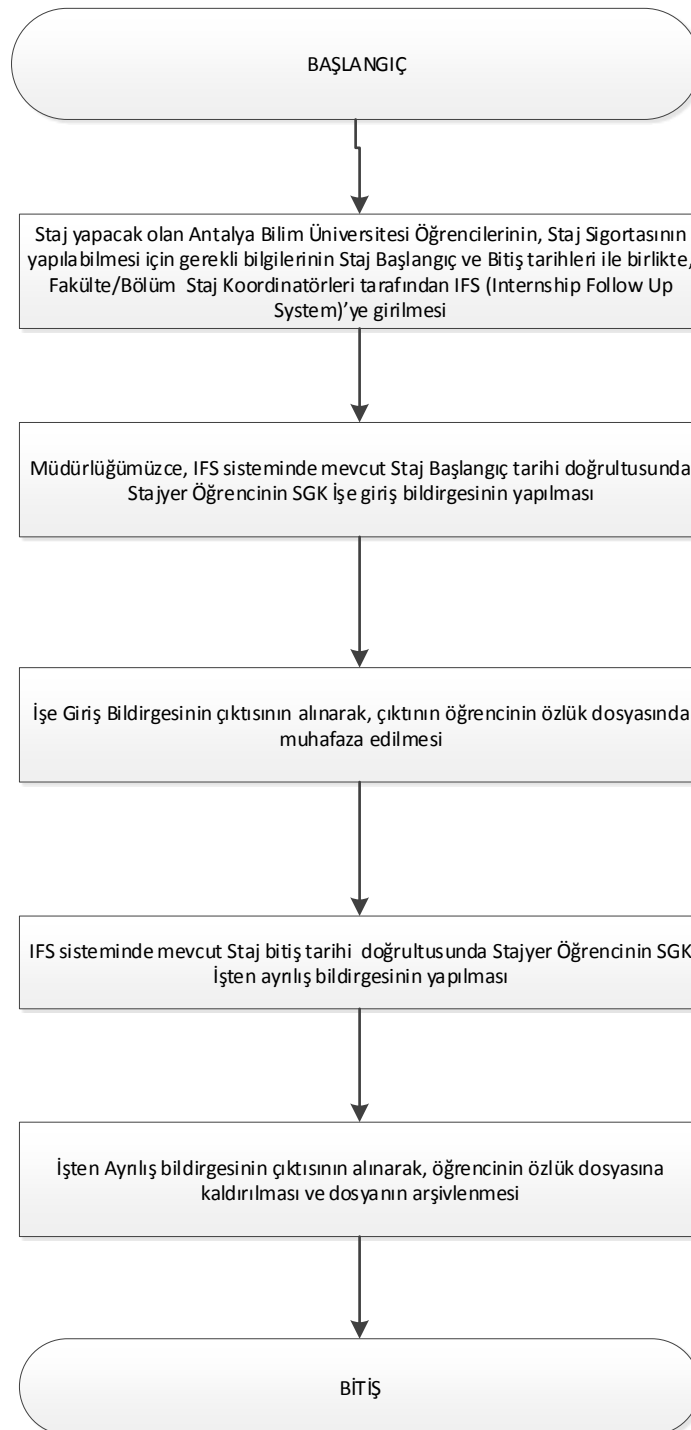 BAŞLANGIÇ
Staj yapacak olan Antalya Bilim Üniversitesi Öğrencilerinin, Staj Sigortasının
yapılabilmesi için gerekli bilgilerinin Staj Başlangıç ve Bitiş tarihleri ile birlikte,
Fakülte/Bölüm Staj Koordinatörleri tarafından IFS (Internship Follow Up
System)’ye girilmesi
Müdürlüğümüzce, IFS sisteminde mevcut Staj Başlangıç tarihi doğrultusunda
Stajyer Öğrencinin SGK İşe giriş bildirgesinin yapılması
İşe Giriş Bildirgesinin çıktısının alınarak, çıktının öğrencinin özlük dosyasında
muhafaza edilmesi
IFS sisteminde mevcut Staj bitiş tarihi doğrultusunda Stajyer Öğrencinin SGK
İşten ayrılış bildirgesinin yapılması
İşten Ayrılış bildirgesinin çıktısının alınarak, öğrencinin özlük dosyasına
kaldırılması ve dosyanın arşivlenmesi
BİTİŞ